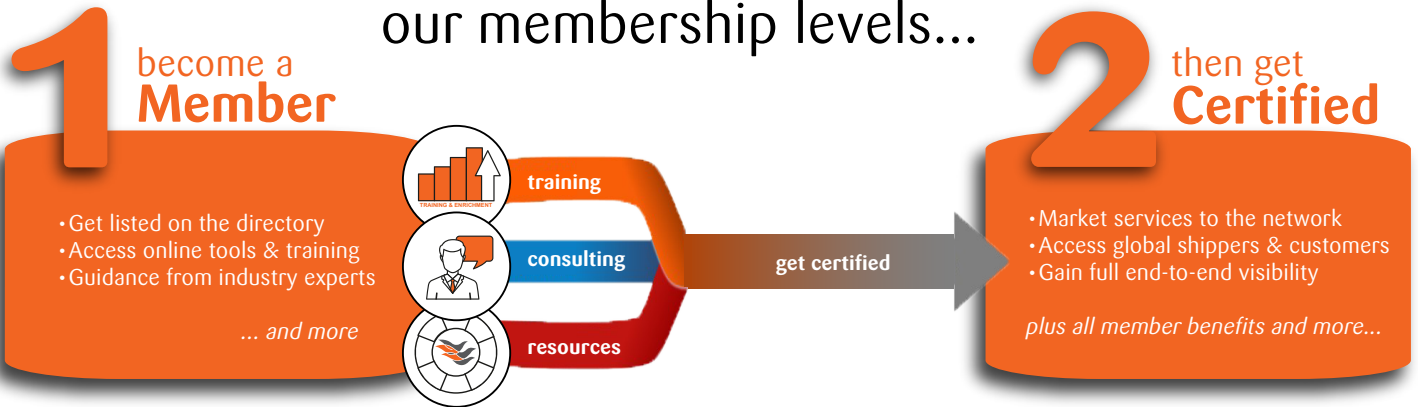 our membership levels...
1
become a
Member
•Get listed on the directory
•Access online tools & training
•Guidance from industry experts
... and more
TRAINING & ENRICHMENT
training
consulting
resources
get certified
2
then get
Certified
•Market services to the network
•Access global shippers & customers
•Gain full end-to-end visibility
plus all member benefits and more...